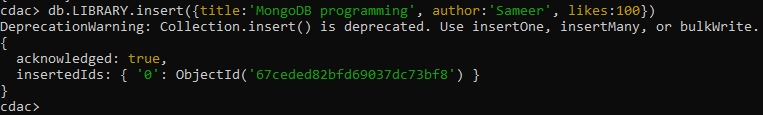 cdac> db.LIBRARY.insert({title:'MongoDB programming', author:'Sameer', likes:100})
DeprecationWarning: Collection.insert() is deprecated. Use insertOne, insertMany, or bulkWrite.
{
  acknowledged: true,
  insertedIds: { '0': ObjectId('67ceded82bfd69037dc73bf8') }
}
cdac>